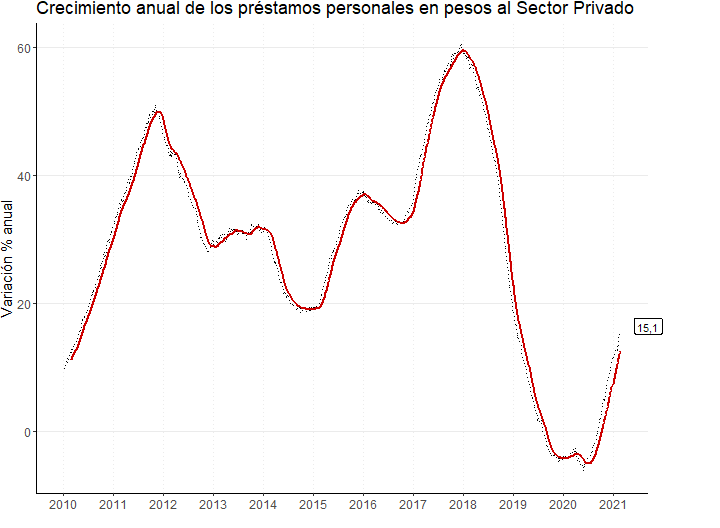 Crecimiento anual de los préstamos personales en pesos al Sector Privado
Variación % anual
60
40
20
0
15,1
2010 2011 2012 2013 2014 2015 2016 2017 2018 2019 2020 2021